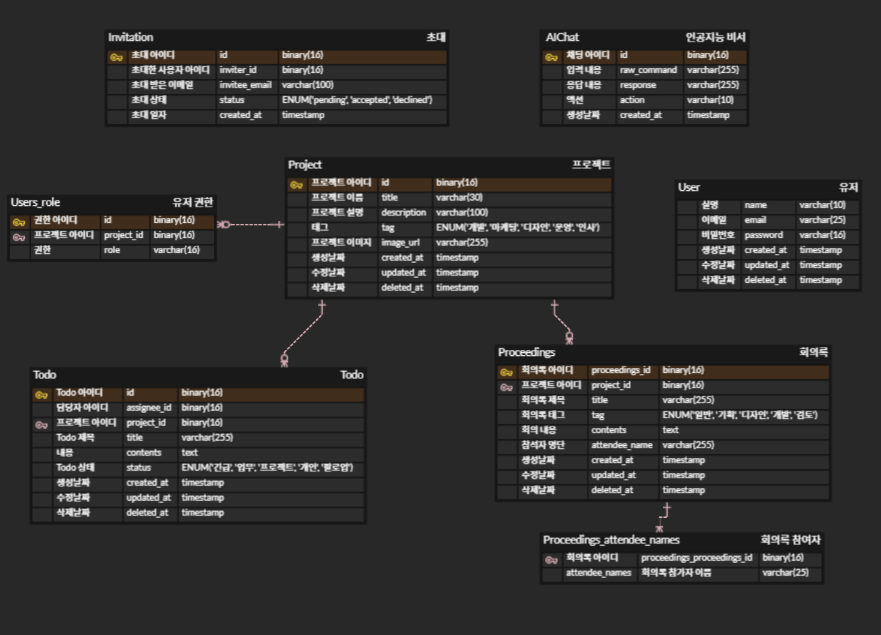 Invitation 초대
초대 아이디 id binary(16)
초대한 사용자 아이디 inviter_id binary(16)
초대 받은 이메일 invitee_email varchar(100)
초대 상태 status ENUM('pending', 'accepted', 'declined')
초대 일자 created_at timestamp
AIChat 인공지능 비서
채팅 아이디 id binary(16)
입력 내용 raw_command varchar(255)
응답 내용 response varchar(255)
액션 action varchar(10)
생성날짜 created_at timestamp
Project 프로젝트
프로젝트 아이디 id binary(16)
프로젝트 이름 title varchar(30)
프로젝트 설명 description varchar(100)
태그 tag ENUM('개발', '마케팅', '디자인', '운영', '인사')
프로젝트 이미지 image_url varchar(255)
생성날짜 created_at timestamp
수정날짜 updated_at timestamp
삭제날짜 deleted_at timestamp
Users_role 유저 권한
권한 아이디 id binary(16)
프로젝트 아이디 project_id binary(16)
권한 role varchar(16)
User 유저
실명 name varchar(10)
이메일 email varchar(25)
비밀번호 password varchar(16)
생성날짜 created_at timestamp
수정날짜 updated_at timestamp
삭제날짜 deleted_at timestamp
Todo Todo
Todo 아이디 id binary(16)
담당자 아이디 assignee_id binary(16)
프로젝트 아이디 project_id binary(16)
Todo 제목 title varchar(255)
내용 contents text
Todo 상태 status ENUM('긴급', '업무', '프로젝트', '개인', '팔로업')
생성날짜 created_at timestamp
수정날짜 updated_at timestamp
삭제날짜 deleted_at timestamp
Proceedings 회의록
회의록 아이디 proceedings_id binary(16)
프로젝트 아이디 project_id binary(16)
회의록 제목 title varchar(255)
회의록 태그 tag ENUM('일반', '기획', '디자인', '개발', '검토')
회의 내용 contents text
참석자 명단 attendee_name varchar(255)
생성날짜 created_at timestamp
수정날짜 updated_at timestamp
삭제날짜 deleted_at timestamp
Proceedings_attendee_names 회의록 참여자
회의록 아이디 proceedings_proceedings_id binary(16)
attendee_names 회의록 참가자 이름 varchar(25)